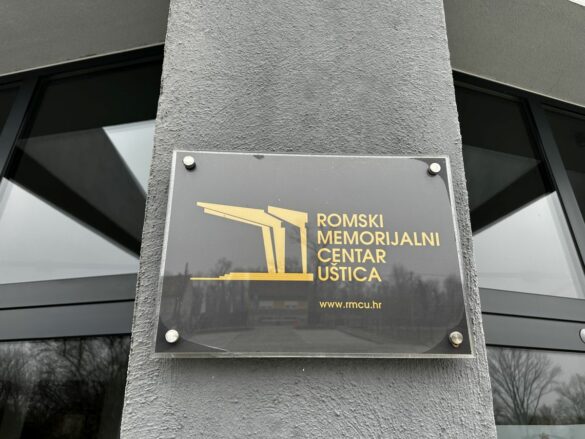 ROMSKI
MEMORIJALNI
CENTAR
UŠTICA
www.rmcu.hr